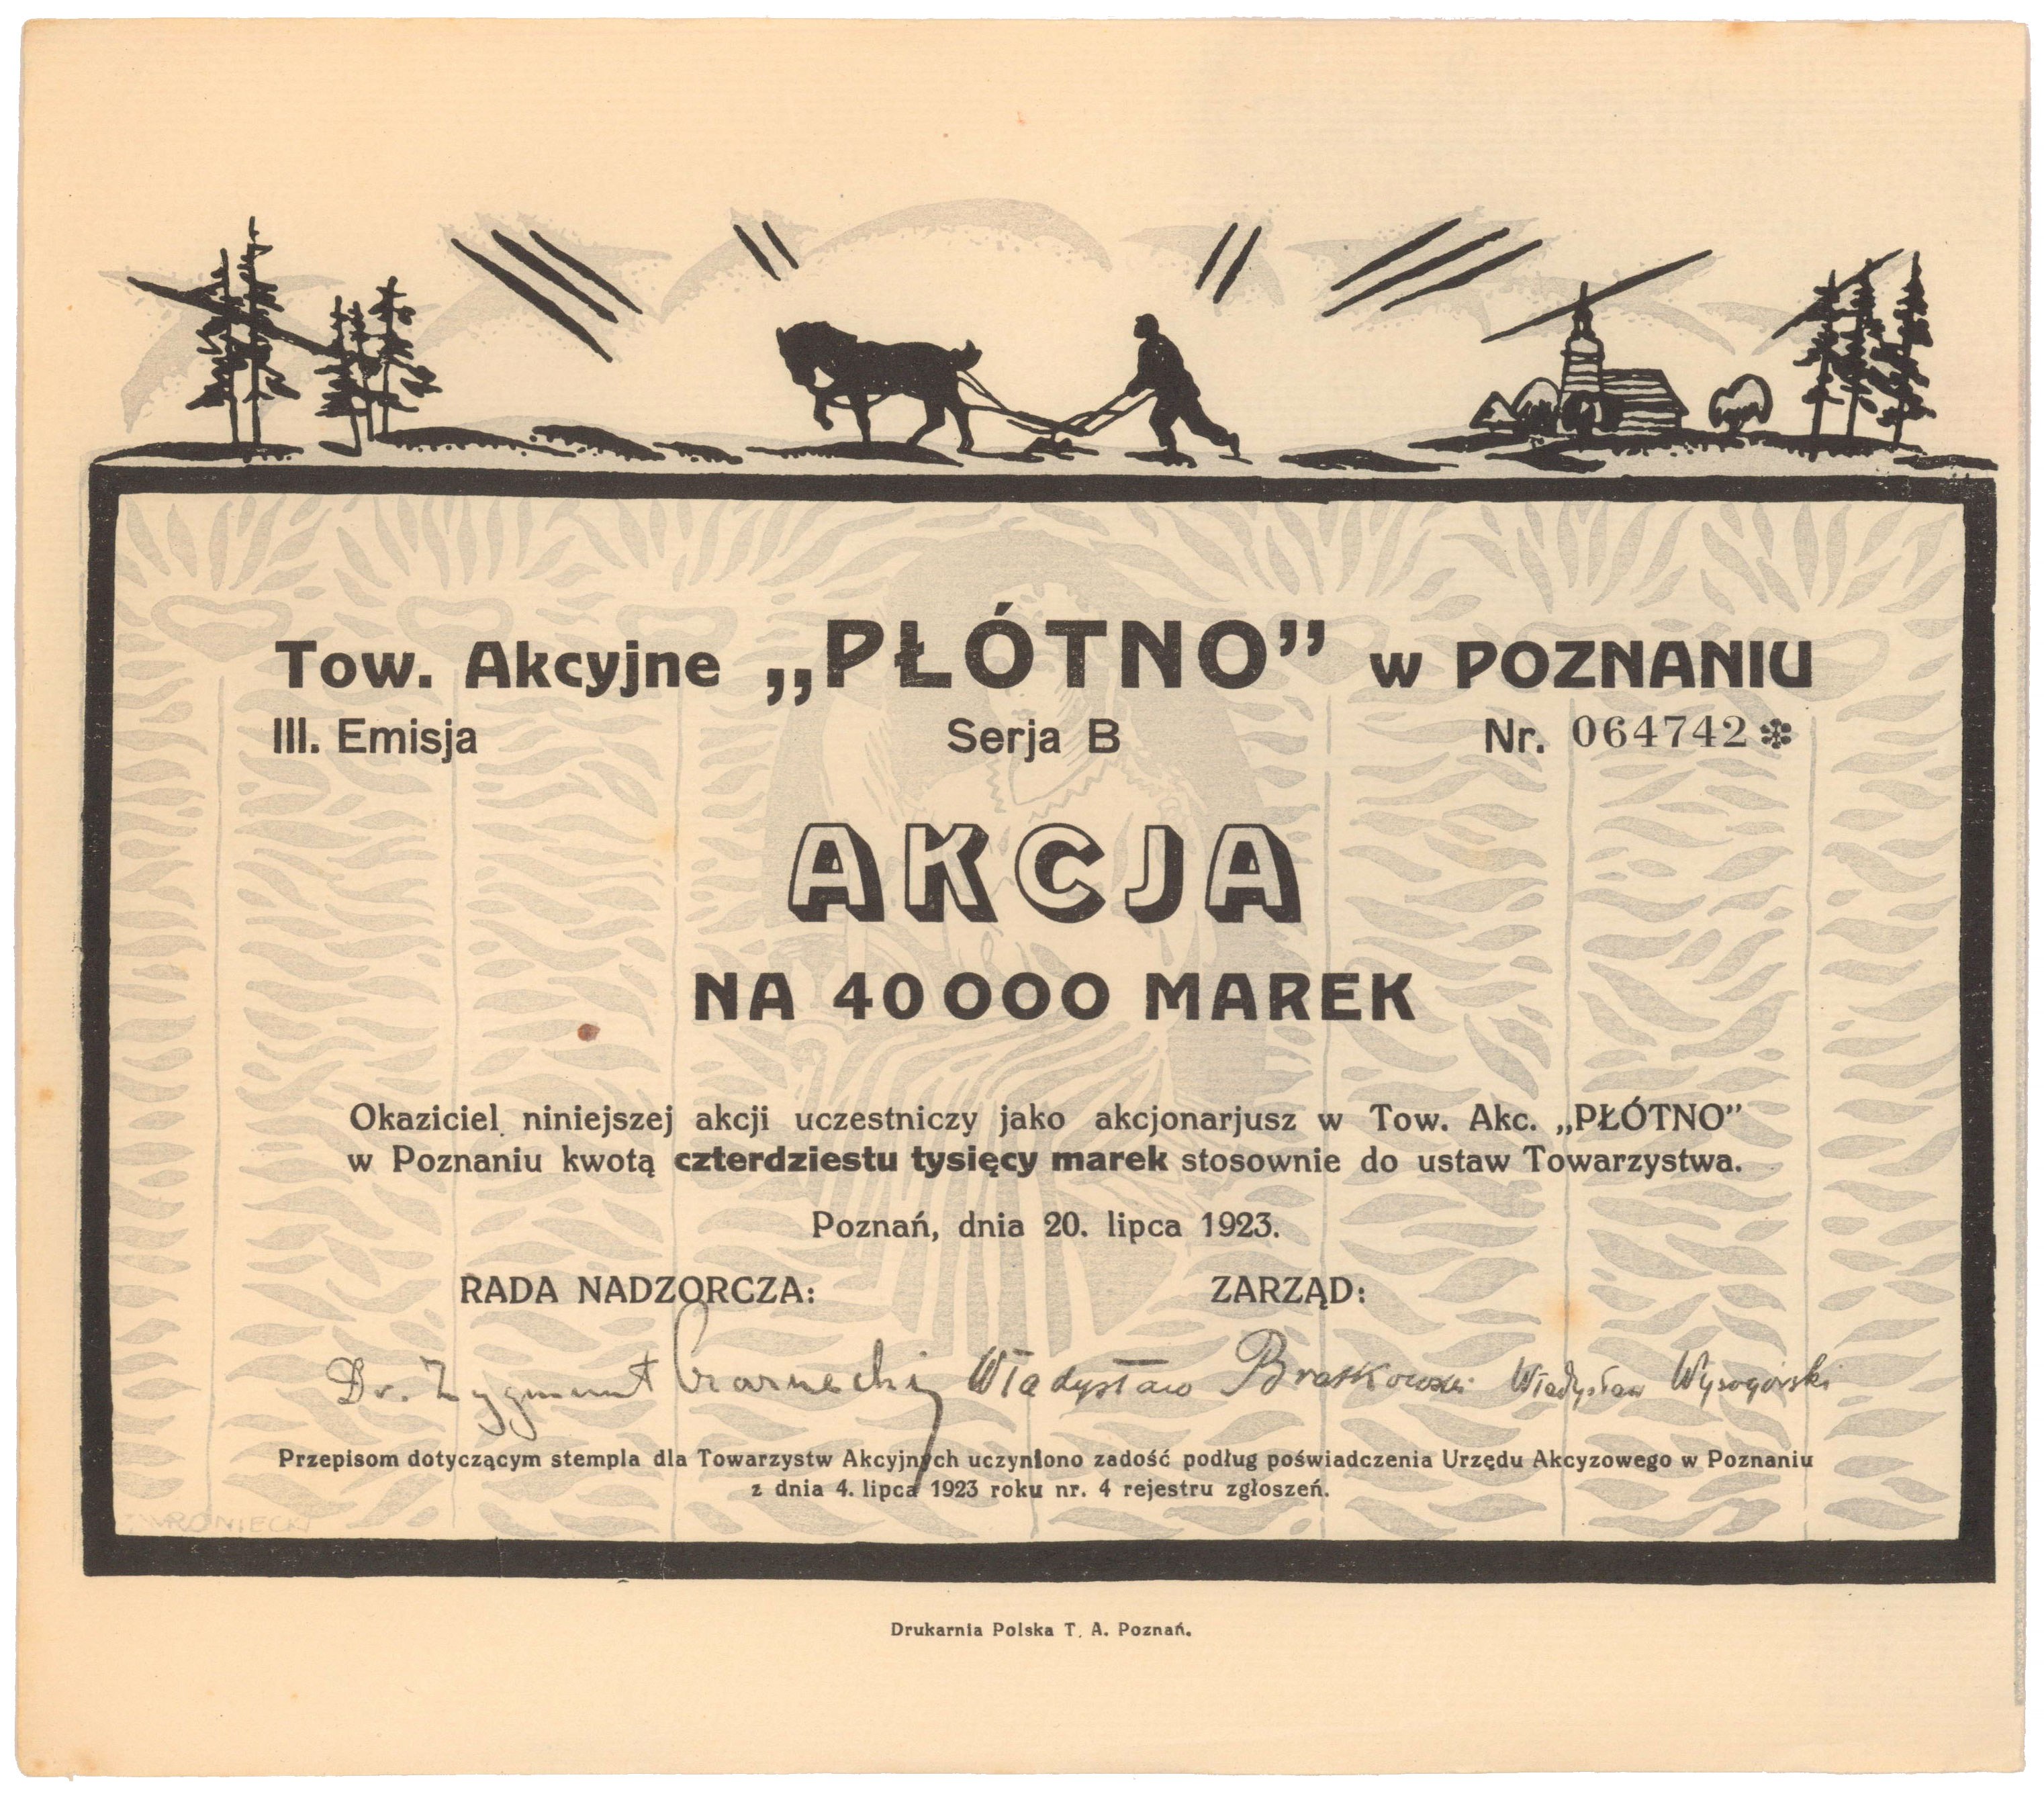 Tow. Akcyjne „PŁÓTNO” w POZNANIU
III. Emisja Serja B Nr. 064742
AKCJA
NA 40000 MAREK
Okaziciel niniejszej akcji uczestniczy jako akcjonarjusz w Tow. Akc. „PŁÓTNO”
w Poznaniu kwotą czterdziestu tysięcy marek stosownie do ustaw Towarzystwa.
Poznań, dnia 20. lipca 1923.
RADA NADZORCZA: ZARZĄD:
Dr. Zygmunt Czarnecki Władysław Braskowski Władysław Wysogórski
Przepisom dotyczącym stempla dla Towarzystw Akcyjnych uczyniono zadość podług poświadczenia Urzędu Akcyzowego w Poznaniu
z dnia 4. lipca 1923 roku nr. 4 rejestru zgłoszeń.
WRONIECKI
Drukarnia Polska T. A. Poznań.